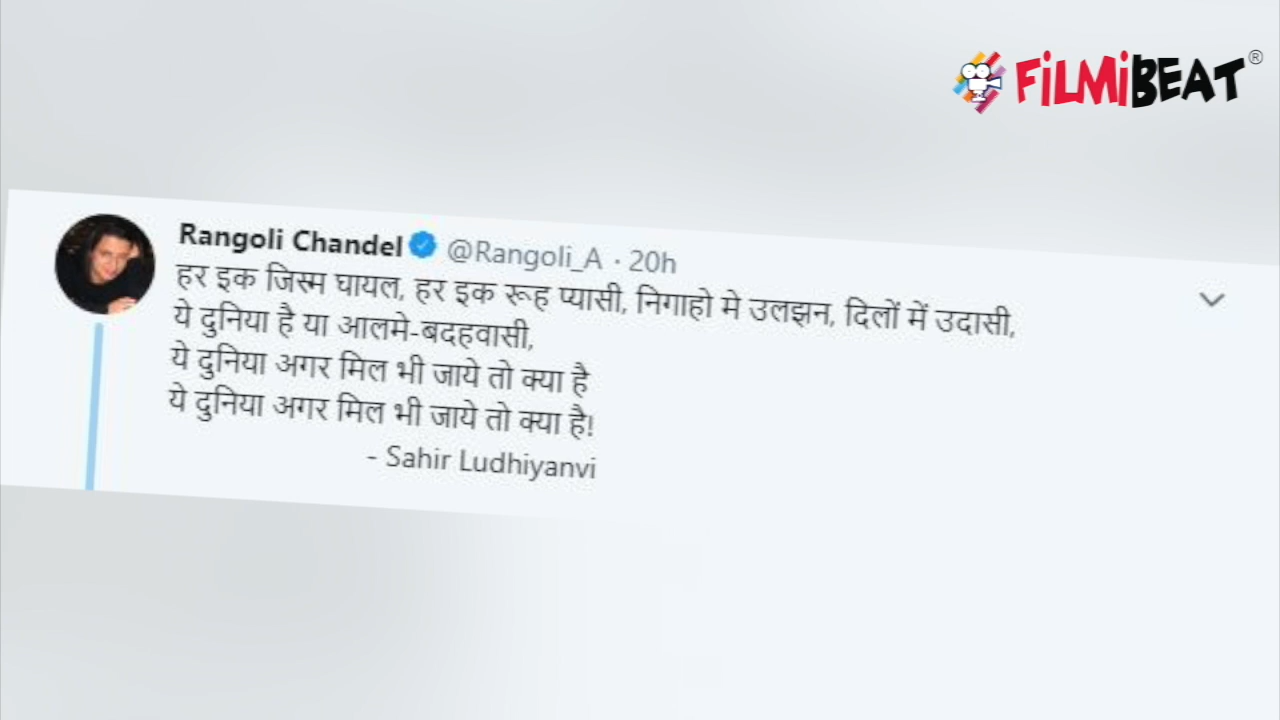 FiLMiBEAT®
Rangoli Chandel @Rangoli_A · 20h
हर इक जिस्म घायल, हर इक रूह प्यासी, निगाहो मे उलझन, दिलों में उदासी,
ये दुनिया है या आलमे-बदहवासी,
ये दुनिया अगर मिल भी जाये तो क्या है
ये दुनिया अगर मिल भी जाये तो क्या है!
- Sahir Ludhiyanvi